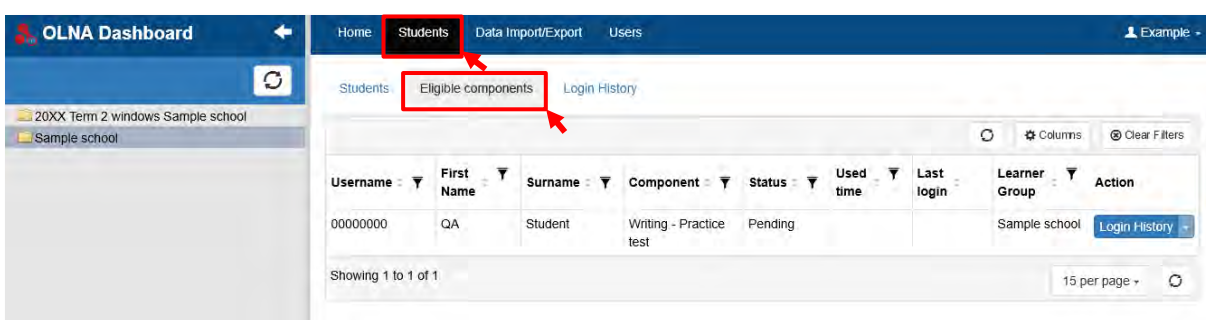 OLNA Dashboard
Home Students Data Import/Export Users Example
Students Eligible components Login History
20XX Term 2 windows Sample school
Sample school
Columns Clear Filters
Username First Name Surname Component Status Used time Last login Learner Group Action
00000000 QA Student Writing - Practice test Pending Sample school Login History
Showing 1 to 1 of 1
15 per page